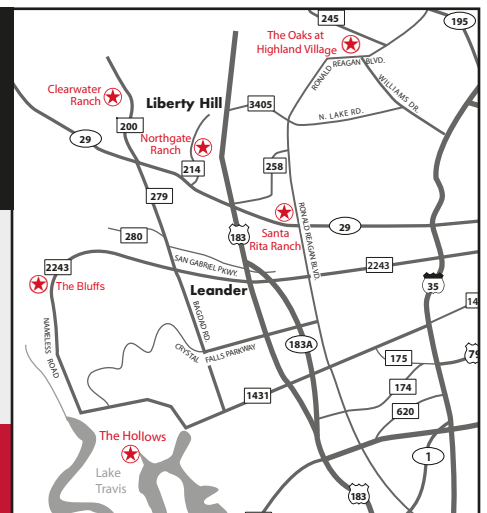 245
195
The Oaks at
Highland Village
RONALD REAGAN BLVD.
WILLIAMS DR.
Clearwater
Ranch
Liberty Hill
3405
N. LAKE RD.
200
29
Northgate
Ranch
214
258
279
RONALD REAGAN BLVD.
Santa
Rita Ranch
29
280
183
SAN GABRIEL PKWY.
2243
2243
The Bluffs
Leander
35
14
BAGDAD RD.
NAMELESS ROAD
CRYSTAL FALLS PARKWAY
183A
175
79
174
1431
620
The Hollows
Lake
Travis
1
183